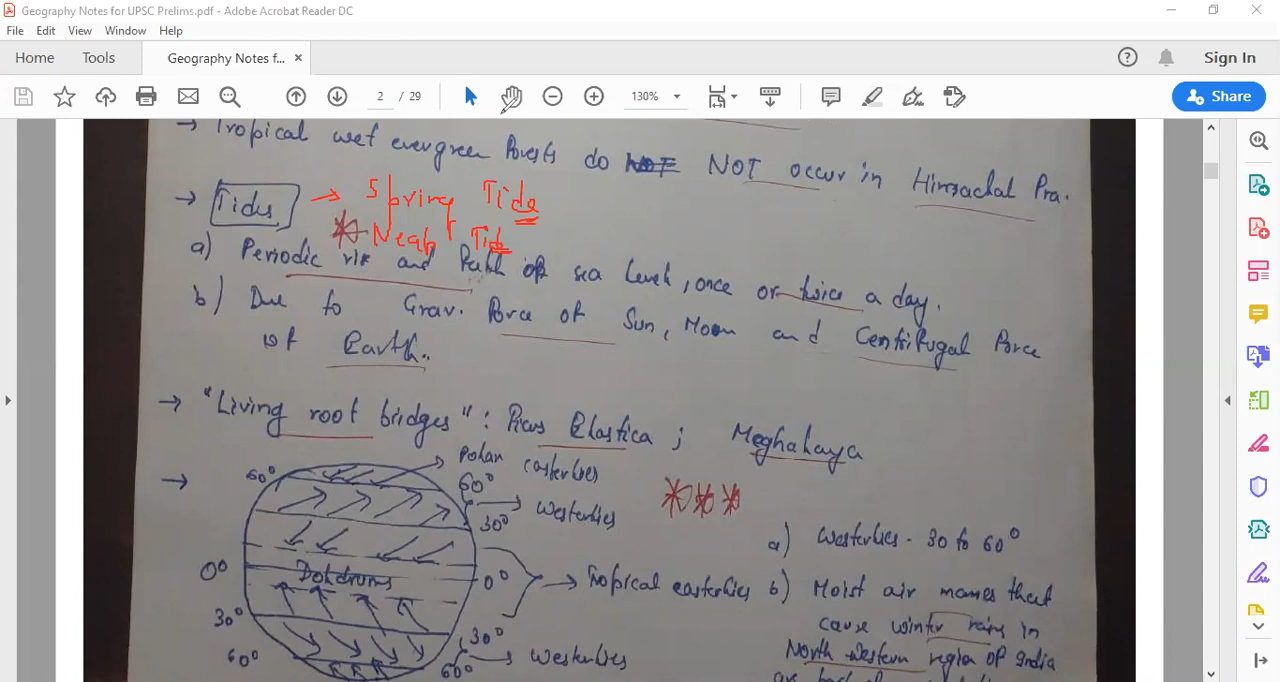 Geography Notes for UPSC Prelims.pdf - Adobe Acrobat Reader DC
File Edit View Window Help
Home Tools Geography Notes f... × Sign In
2 / 29 130% Share
→ Tropical wet evergreen forests do NOT occur in Himachal Pra.
→ Tides → Spring Tide
Neap Tide
a) Periodic rise and fall of sea level, once or twice a day.
b) Due to Grav. Force of Sun, Moon and Centrifugal Force
of Earth.
→ "Living root bridges" : Ficus Elastica ; Meghalaya
→ 60° Polar easterlies
60°
30° → westerlies
0° Doldrums 0° → Tropical easterlies
30° 30°
60° 60° → westerlies
a) Westerlies - 30 to 60°
b) Moist air masses that
cause winter rains in
North Western region of India
are